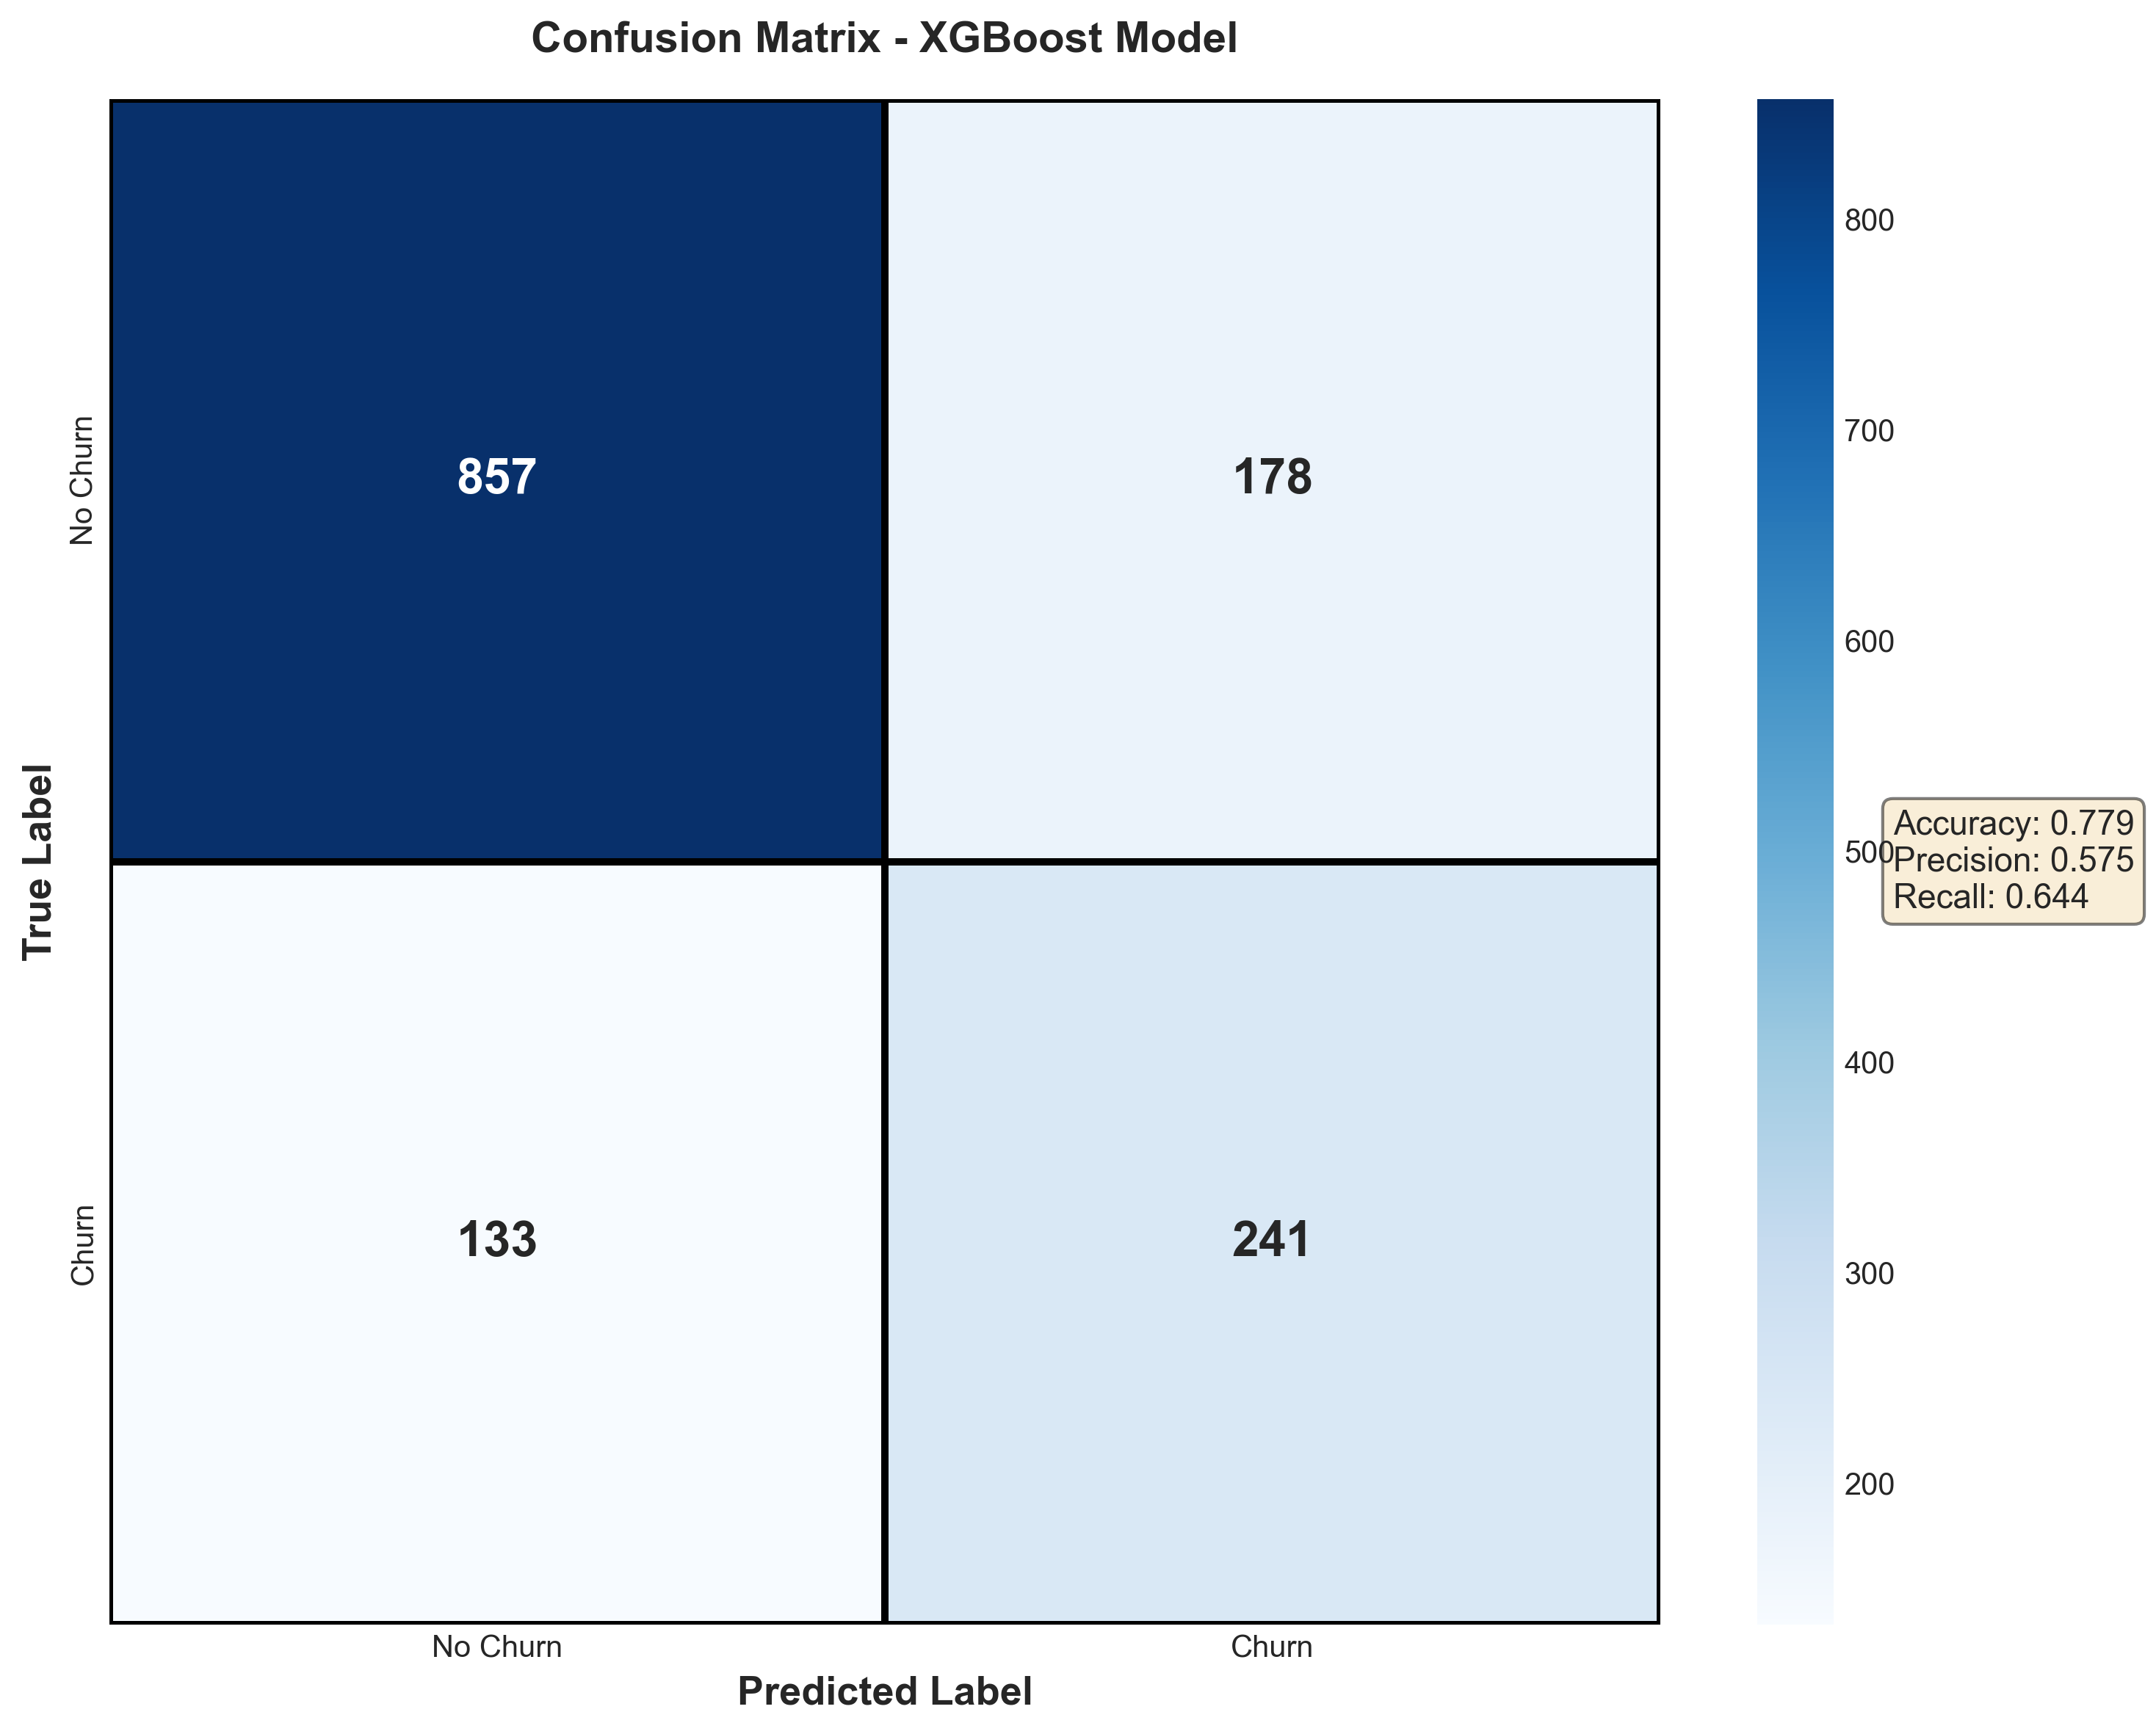 Confusion Matrix - XGBoost Model
True Label
No Churn
Churn
857
178
133
241
No Churn
Churn
Predicted Label
800
700
600
500
400
300
200
Accuracy: 0.779
Precision: 0.575
Recall: 0.644